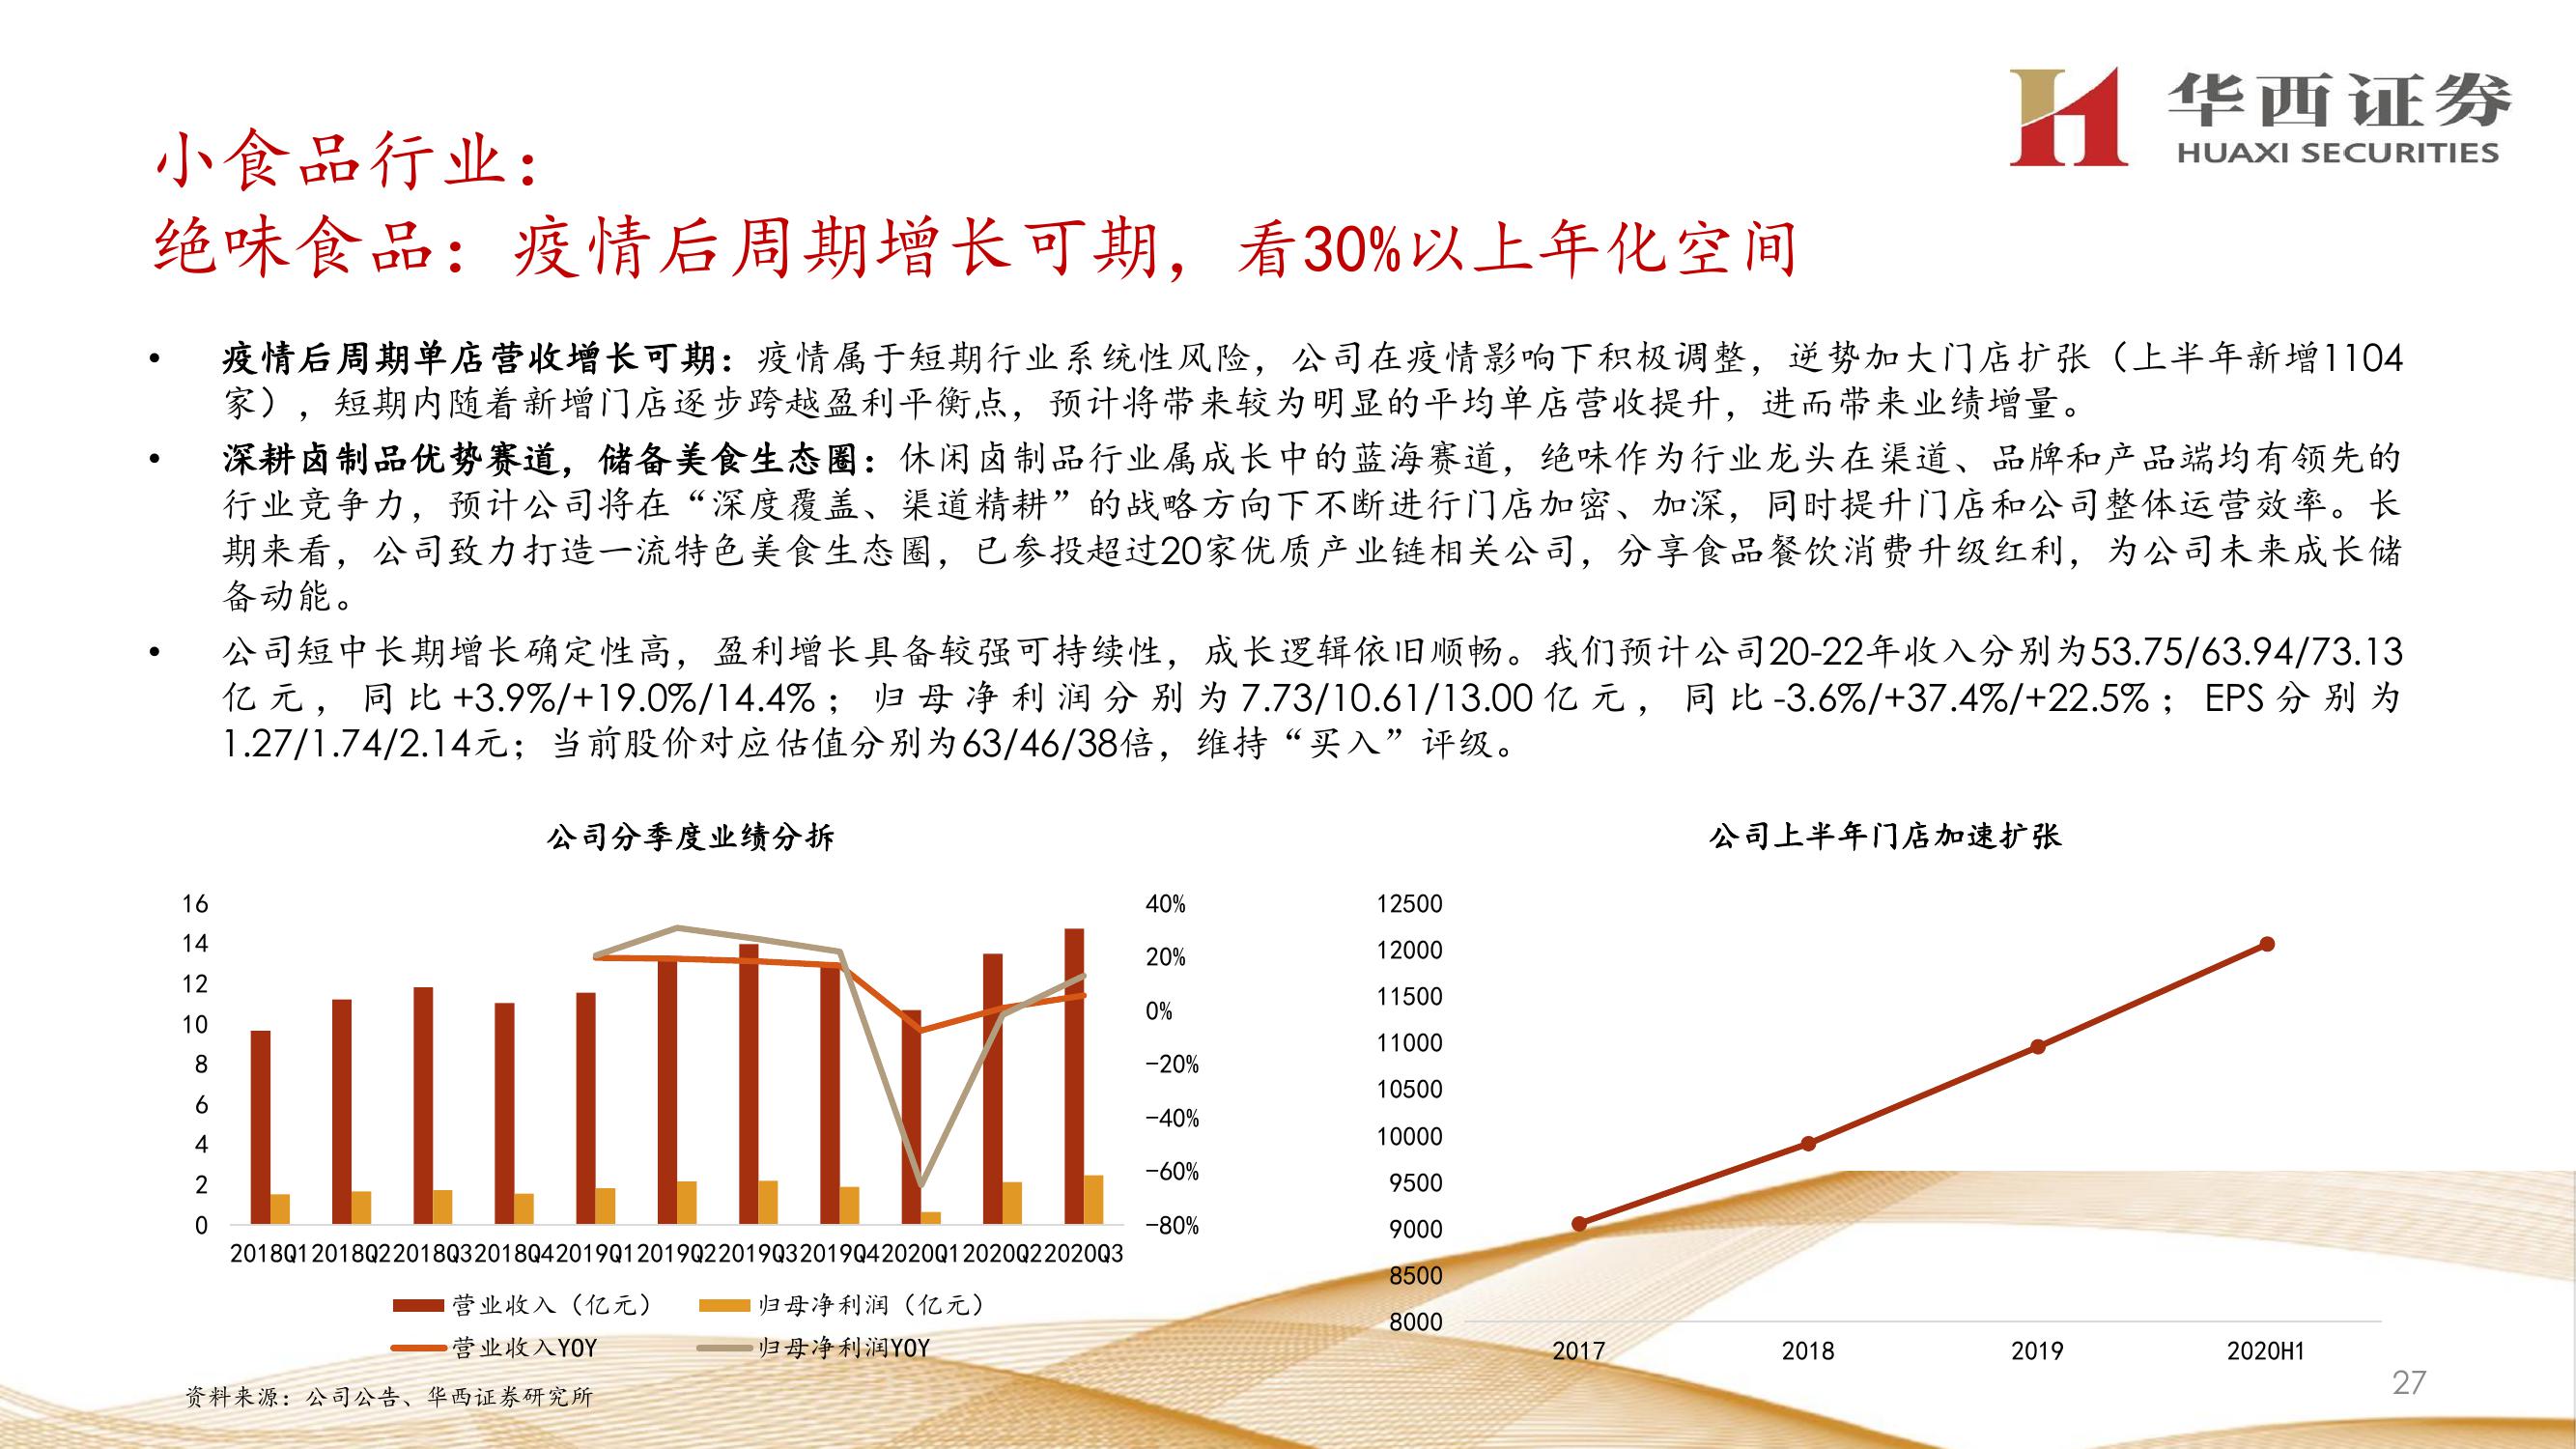 华西证券
HUAXI SECURITIES
小食品行业：
绝味食品：疫情后周期增长可期，看30%以上年化空间
• 疫情后周期单店营收增长可期：疫情属于短期行业系统性风险，公司在疫情影响下积极调整，逆势加大门店扩张（上半年新增1104
家），短期内随着新增门店逐步跨越盈利平衡点，预计将带来较为明显的平均单店营收提升，进而带来业绩增量。
• 深耕卤制品优势赛道，储备美食生态圈：休闲卤制品行业属成长中的蓝海赛道，绝味作为行业龙头在渠道、品牌和产品端均有领先的
行业竞争力，预计公司将在“深度覆盖、渠道精耕”的战略方向下不断进行门店加密、加深，同时提升门店和公司整体运营效率。长
期来看，公司致力打造一流特色美食生态圈，已参投超过20家优质产业链相关公司，分享食品餐饮消费升级红利，为公司未来成长储
备动能。
• 公司短中长期增长确定性高，盈利增长具备较强可持续性，成长逻辑依旧顺畅。我们预计公司20-22年收入分别为53.75/63.94/73.13
亿元，同比+3.9%/+19.0%/14.4%；归母净利润分别为7.73/10.61/13.00亿元，同比-3.6%/+37.4%/+22.5%；EPS分别为
1.27/1.74/2.14元；当前股价对应估值分别为63/46/38倍，维持“买入”评级。
公司分季度业绩分拆
16
14
12
10
8
6
4
2
0
40%
20%
0%
-20%
-40%
-60%
-80%
2018Q1 2018Q2 2018Q3 2018Q4 2019Q1 2019Q2 2019Q3 2019Q4 2020Q1 2020Q2 2020Q3
营业收入（亿元） 归母净利润（亿元）
营业收入YOY 归母净利润YOY
公司上半年门店加速扩张
12500
12000
11500
11000
10500
10000
9500
9000
8500
8000
2017 2018 2019 2020H1
资料来源：公司公告、华西证券研究所
27